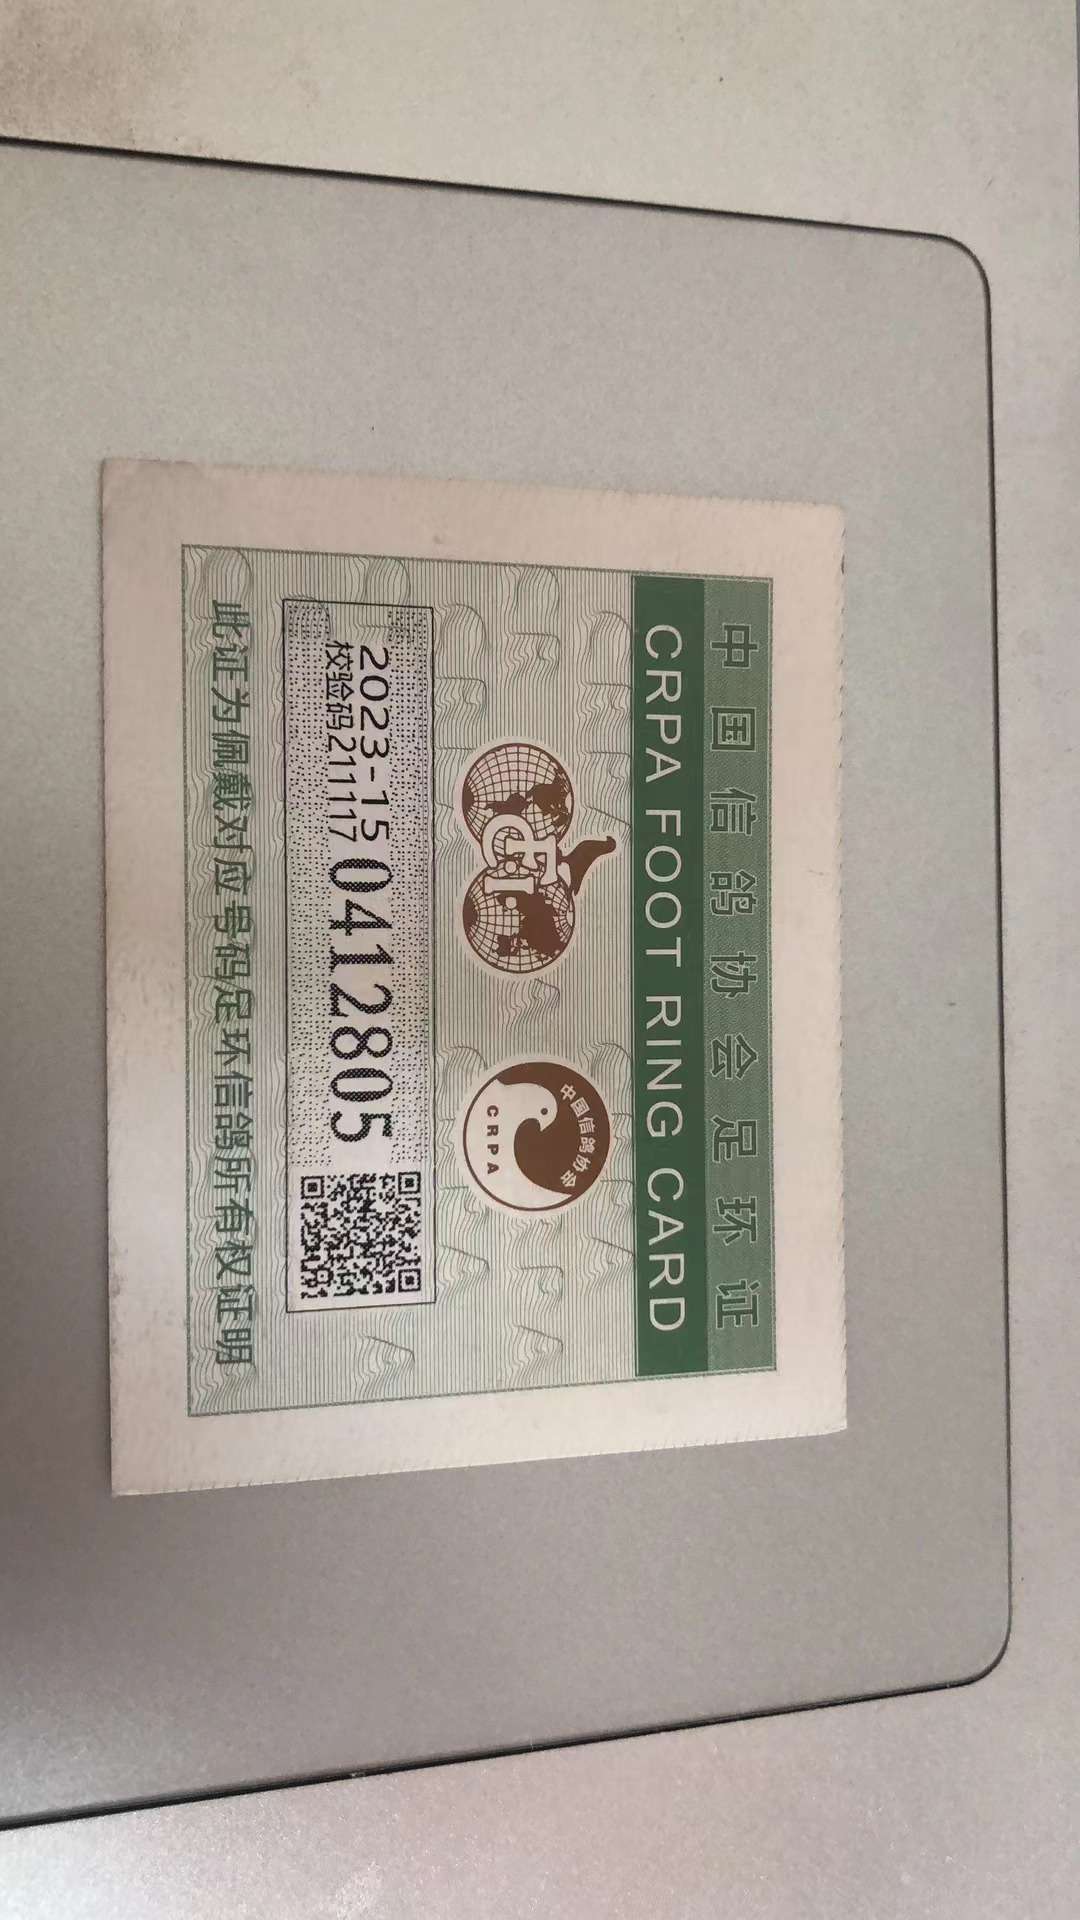 中国信鸽协会足环证
CRPA FOOT RING CARD
FCI
中国信鸽协会
CRPA
2023-15 0412805
校验码211117
此证为佩戴对应号码足环信鸽所有权证明